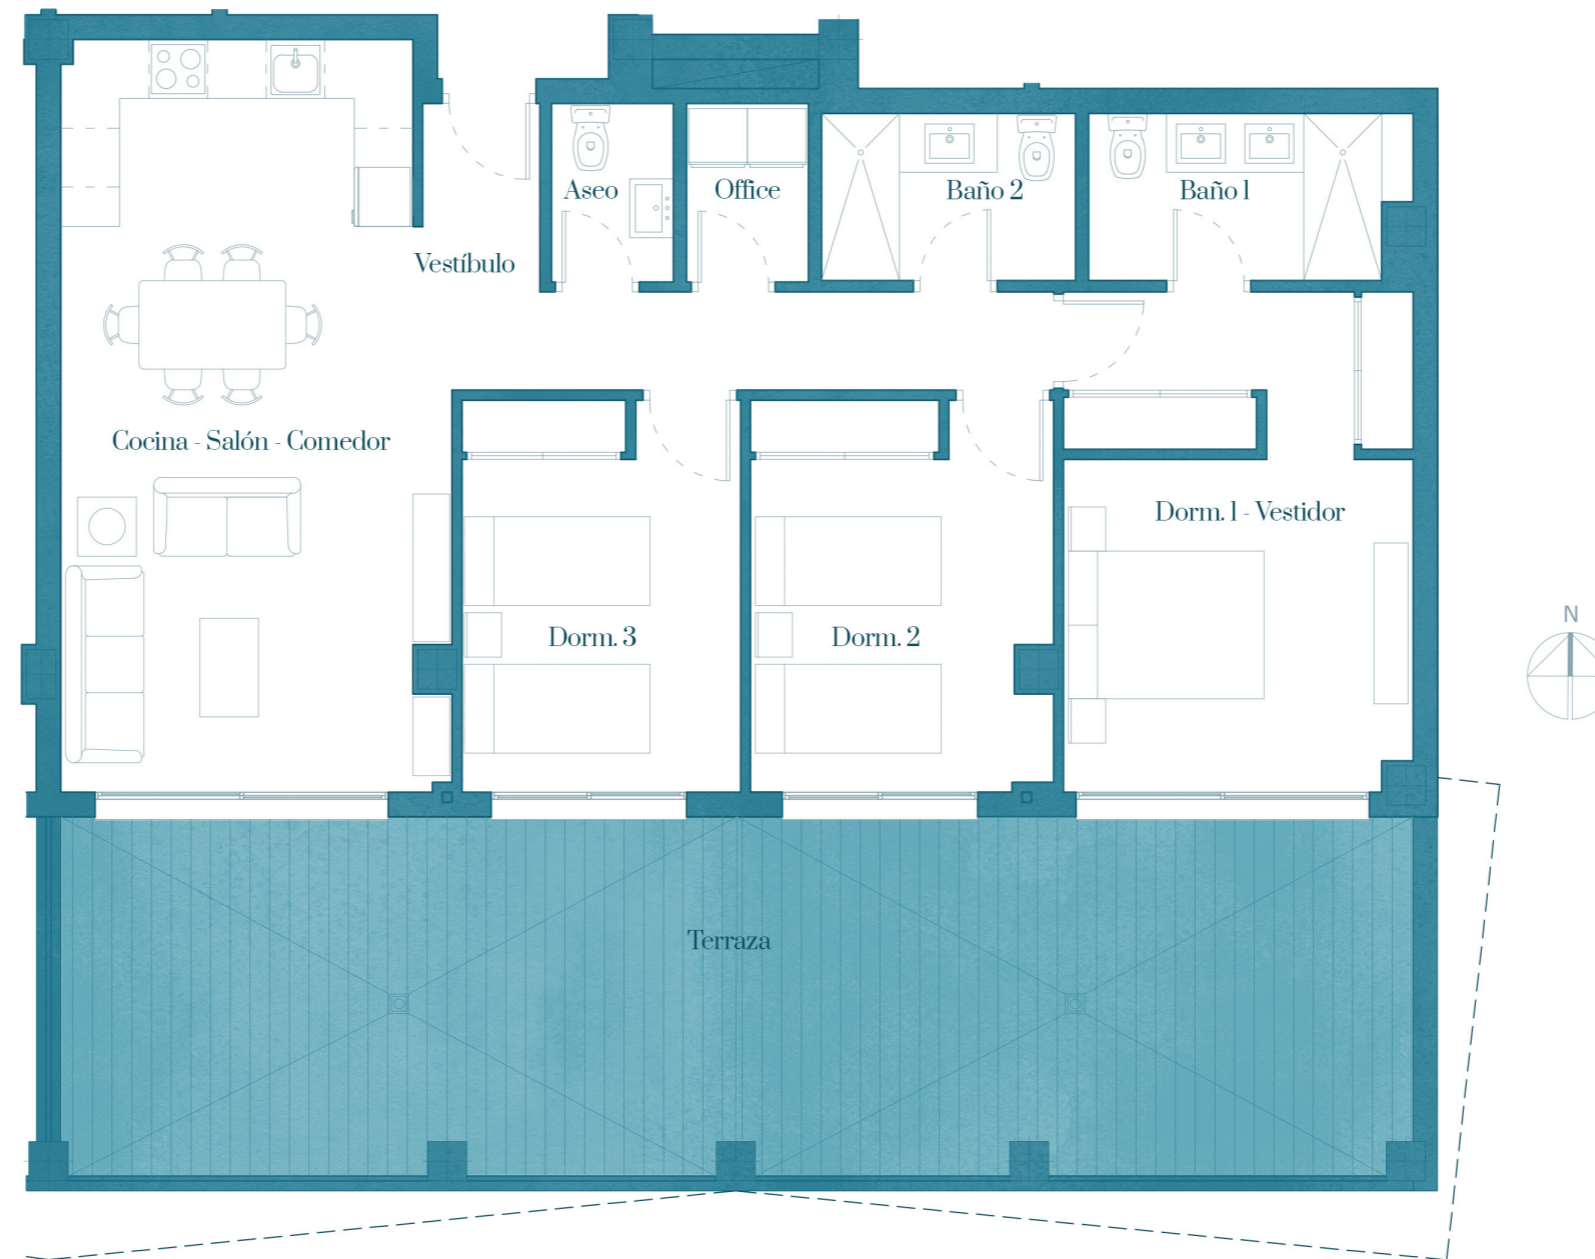 Aseo
Office
Baño 2
Baño 1
Vestíbulo
Cocina - Salón - Comedor
Dorm. 1 - Vestidor
N
Dorm. 3
Dorm. 2
Terraza